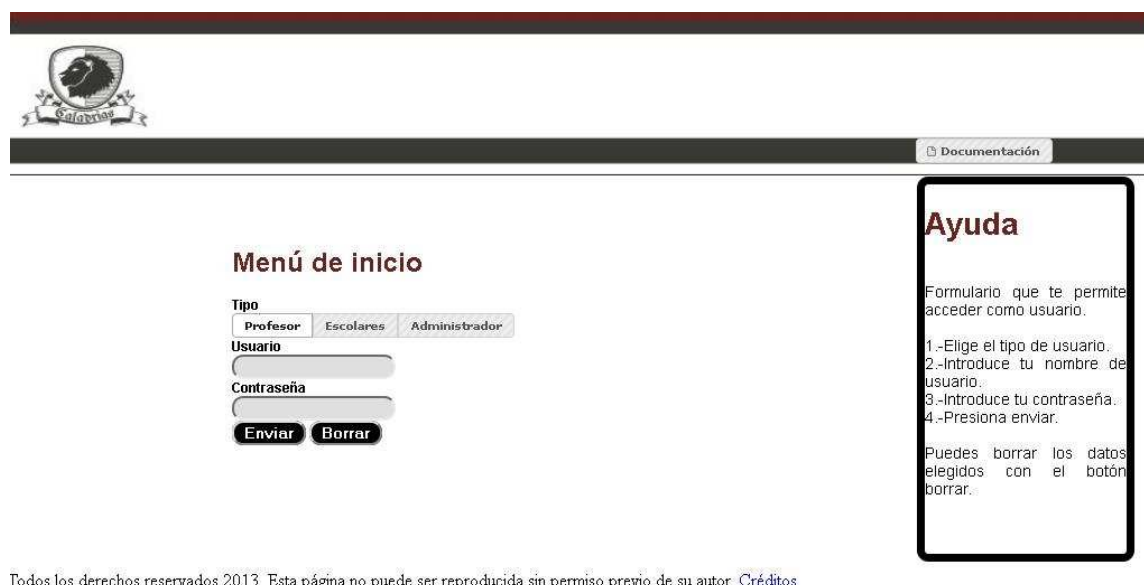 Caladrias
Documentación
Menú de inicio
Tipo
Profesor Escolares Administrador
Usuario
Contraseña
Enviar Borrar
Ayuda
Formulario que te permite
acceder como usuario.
1.-Elige el tipo de usuario.
2.-Introduce tu nombre de
usuario.
3.-Introduce tu contraseña.
4.-Presiona enviar.
Puedes borrar los datos
elegidos con el botón
borrar.
Todos los derechos reservados 2013. Esta página no puede ser reproducida sin permiso previo de su autor. Créditos